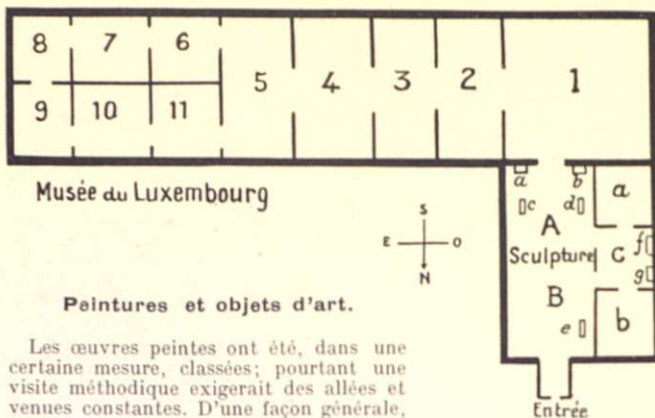 8 7 6
5 4 3 2 1
9 10 11
Musée du Luxembourg
a b a
c d
A
S
E O
N
Sculpture C f
g
B
e b
Entrée
Peintures et objets d'art.
Les œuvres peintes ont été, dans une
certaine mesure, classées; pourtant une
visite méthodique exigerait des allées et
venues constantes. D'une façon générale,